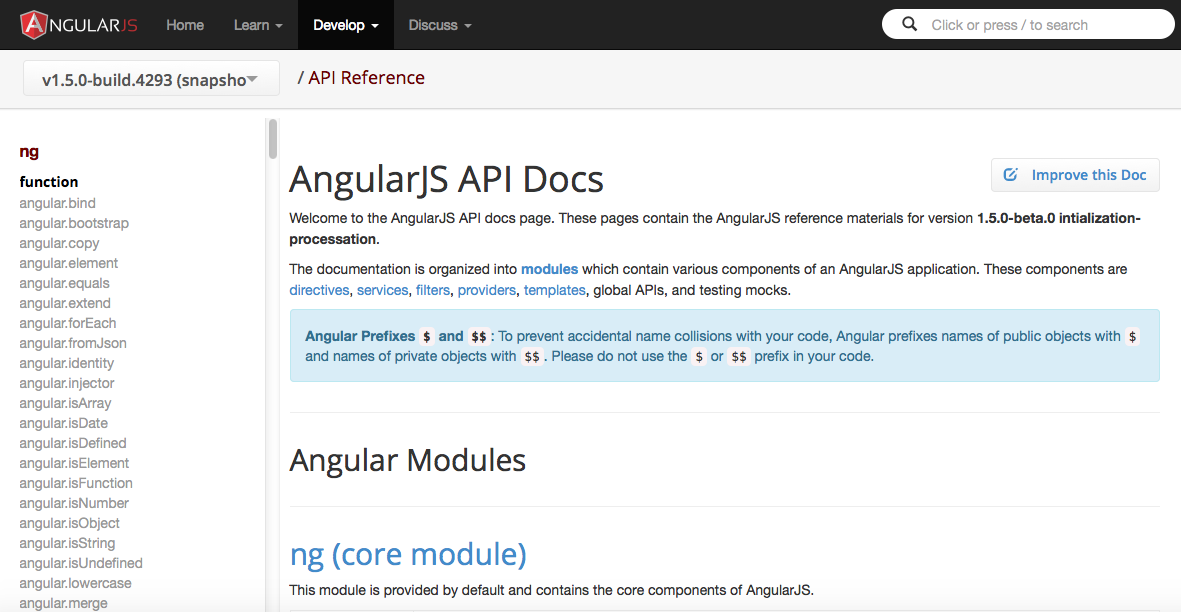 ANGULARJS Home Learn Develop Discuss Click or press / to search
v1.5.0-build.4293 (snapsho / API Reference
ng
function
angular.bind
angular.bootstrap
angular.copy
angular.element
angular.equals
angular.extend
angular.forEach
angular.fromJson
angular.identity
angular.injector
angular.isArray
angular.isDate
angular.isDefined
angular.isElement
angular.isFunction
angular.isNumber
angular.isObject
angular.isString
angular.isUndefined
angular.lowercase
angular.merge
AngularJS API Docs
Improve this Doc
Welcome to the AngularJS API docs page. These pages contain the AngularJS reference materials for version 1.5.0-beta.0 intialization-
processation.
The documentation is organized into modules which contain various components of an AngularJS application. These components are
directives, services, filters, providers, templates, global APIs, and testing mocks.
Angular Prefixes $ and $$ : To prevent accidental name collisions with your code, Angular prefixes names of public objects with $
and names of private objects with $$ . Please do not use the $ or $$ prefix in your code.
Angular Modules
ng (core module)
This module is provided by default and contains the core components of AngularJS.